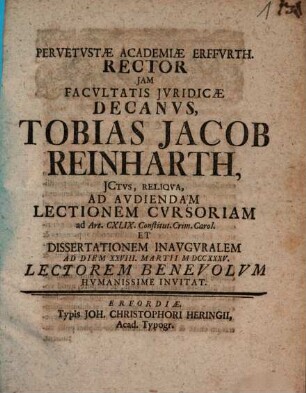 PERVETVSTÆ ACADEMIÆ ERFFVRTH.
RECTOR
JAM
FACVLTATIS JVRIDICÆ
DECANVS,
TOBIAS JACOB
REINHARTH,
JCTVS, RELIQVA,
AD AVDIENDAM
LECTIONEM CVRSORIAM
ad Art. CXLIX. Constitut. Crim. Carol.
ET
DISSERTATIONEM INAVGVRALEM
AD DIEM XXVIII. MARTII MDCCXXXV.
LECTOREM BENEVOLVM
HVMANISSIME INVITAT.
ERFORDIÆ,
Typis JOH. CHRISTOPHORI HERINGII,
Acad. Typogr.